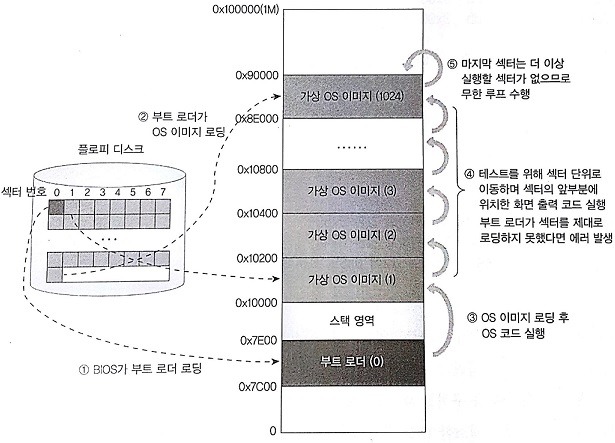 0x100000(1M)
0x90000
⑤ 마지막 섹터는 더 이상
실행할 섹터가 없으므로
무한 루프 수행
가상 OS 이미지 (1024)
② 부트 로더가
OS 이미지 로딩
0x8E000
플로피 디스크
......
섹터 번호 0 1 2 3 4 5 6 7
0x10800
④ 테스트를 위해 섹터 단위로
이동하며 섹터의 앞부분에
위치한 화면 출력 코드 실행
부트 로더가 섹터를 제대로
로딩하지 못했다면 에러 발생
가상 OS 이미지 (3)
0x10400
가상 OS 이미지 (2)
....
0x10200
가상 OS 이미지 (1)
0x10000
스택 영역
③ OS 이미지 로딩 후
OS 코드 실행
0x7E00
① BIOS가 부트 로더 로딩
부트 로더 (0)
0x7C00
0